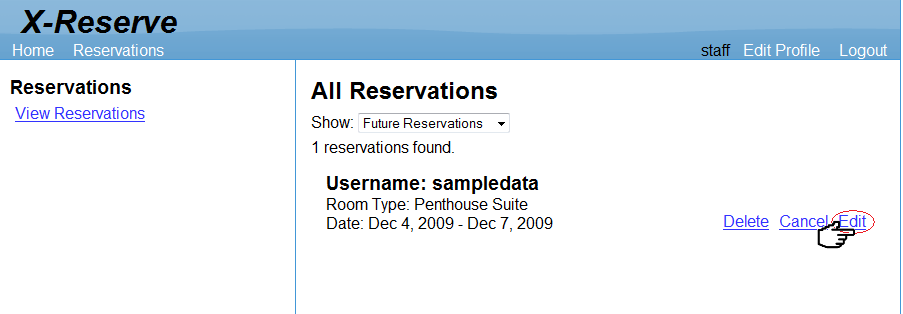 X-Reserve
Home Reservations staff Edit Profile Logout
Reservations
View Reservations
All Reservations
Show: Future Reservations
1 reservations found.
Username: sampledata
Room Type: Penthouse Suite
Date: Dec 4, 2009 - Dec 7, 2009 Delete Cancel Edit